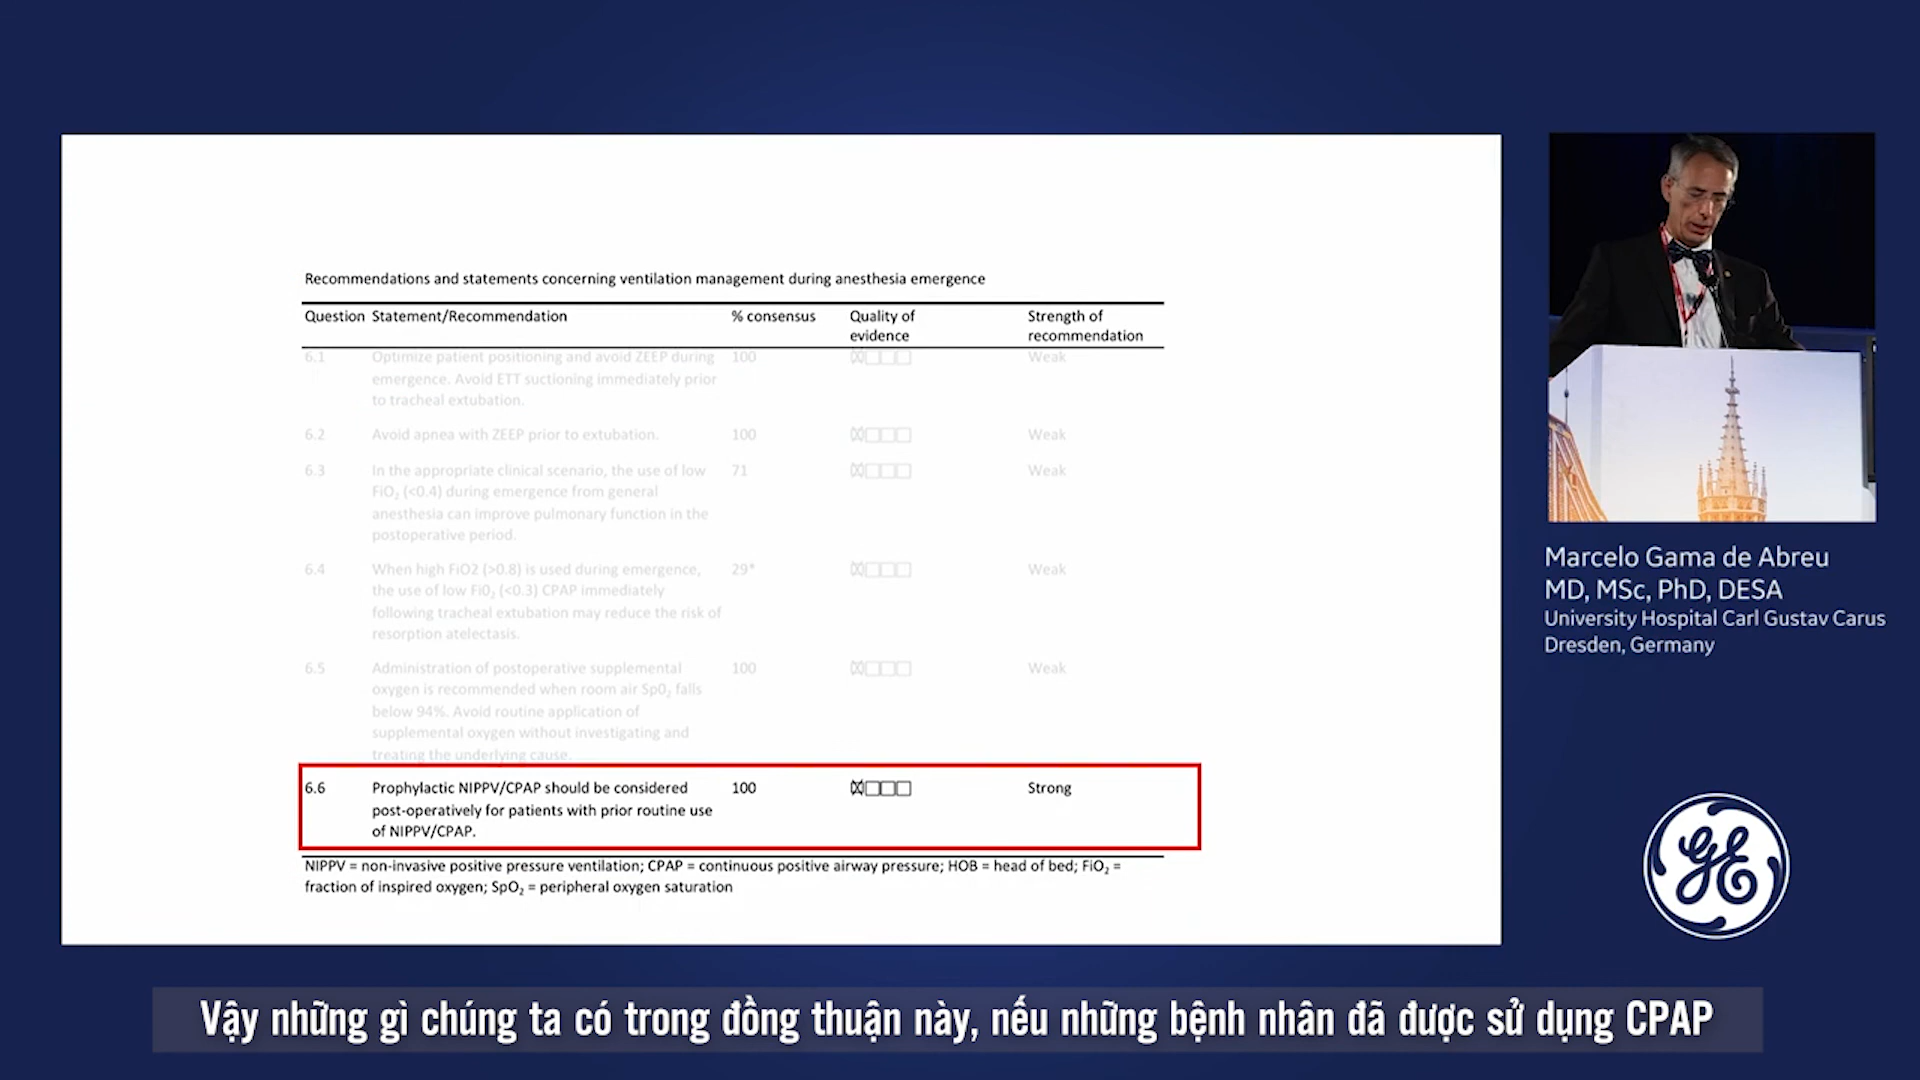 Recommendations and statements concerning ventilation management during anesthesia emergence
Question Statement/Recommendation % consensus Quality of evidence Strength of recommendation
6.1 Optimize patient positioning and avoid ZEEP during 100 Weak
emergence. Avoid ETT suctioning immediately prior
to tracheal extubation.
6.2 Avoid apnea with ZEEP prior to extubation. 100 Weak
6.3 In the appropriate clinical scenario, the use of low 71 Weak
FiO₂ (<0.4) during emergence from general
anesthesia can improve pulmonary function in the
postoperative period.
6.4 When high FiO2 (>0.8) is used during emergence, 29* Weak
the use of low Fi0₂ (<0.3) CPAP immediately
following tracheal extubation may reduce the risk of
resorption atelectasis.
6.5 Administration of postoperative supplemental 100 Weak
oxygen is recommended when room air Sp0₂ falls
below 94%. Avoid routine application of
supplemental oxygen without investigating and
treating the underlying cause.
6.6 Prophylactic NIPPV/CPAP should be considered 100 Strong
post-operatively for patients with prior routine use
of NIPPV/CPAP.
NIPPV = non-invasive positive pressure ventilation; CPAP = continuous positive airway pressure; HOB = head of bed; FiO₂ =
fraction of inspired oxygen; SpO₂ = peripheral oxygen saturation
Marcelo Gama de Abreu
MD, MSc, PhD, DESA
University Hospital Carl Gustav Carus
Dresden, Germany
GE
Vậy những gì chúng ta có trong đồng thuận này, nếu những bệnh nhân đã được sử dụng CPAP